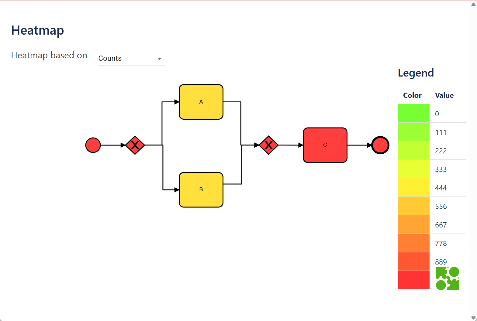 Heatmap
Heatmap based on Counts
Legend
Color Value
A
B
C
0
111
222
333
444
556
667
778
889